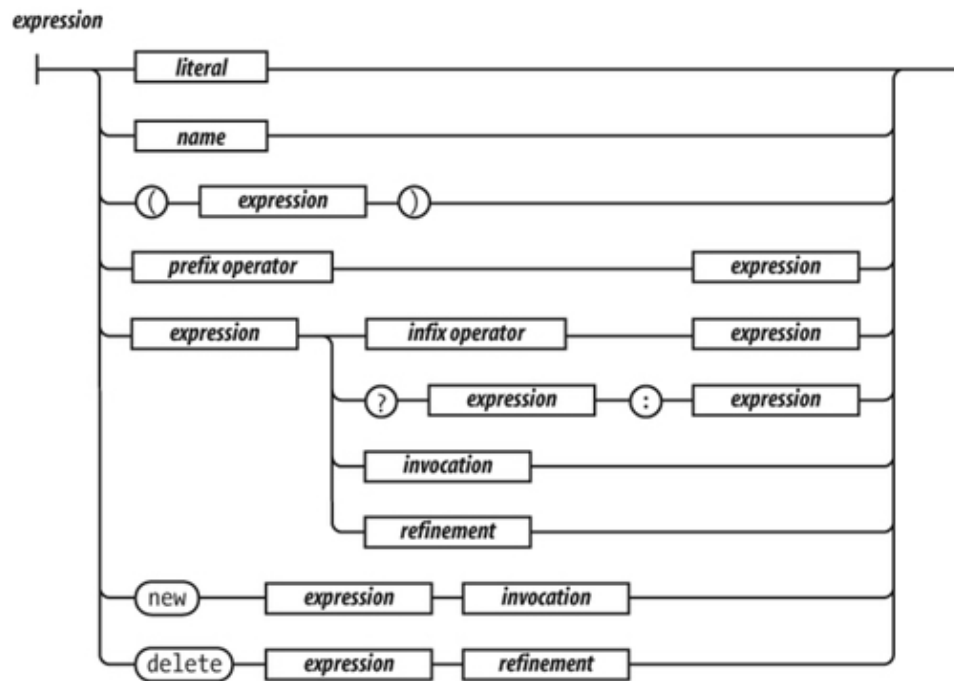 expression
literal
name
( expression )
prefix operator expression
expression infix operator expression
? expression : expression
invocation
refinement
new expression invocation
delete expression refinement